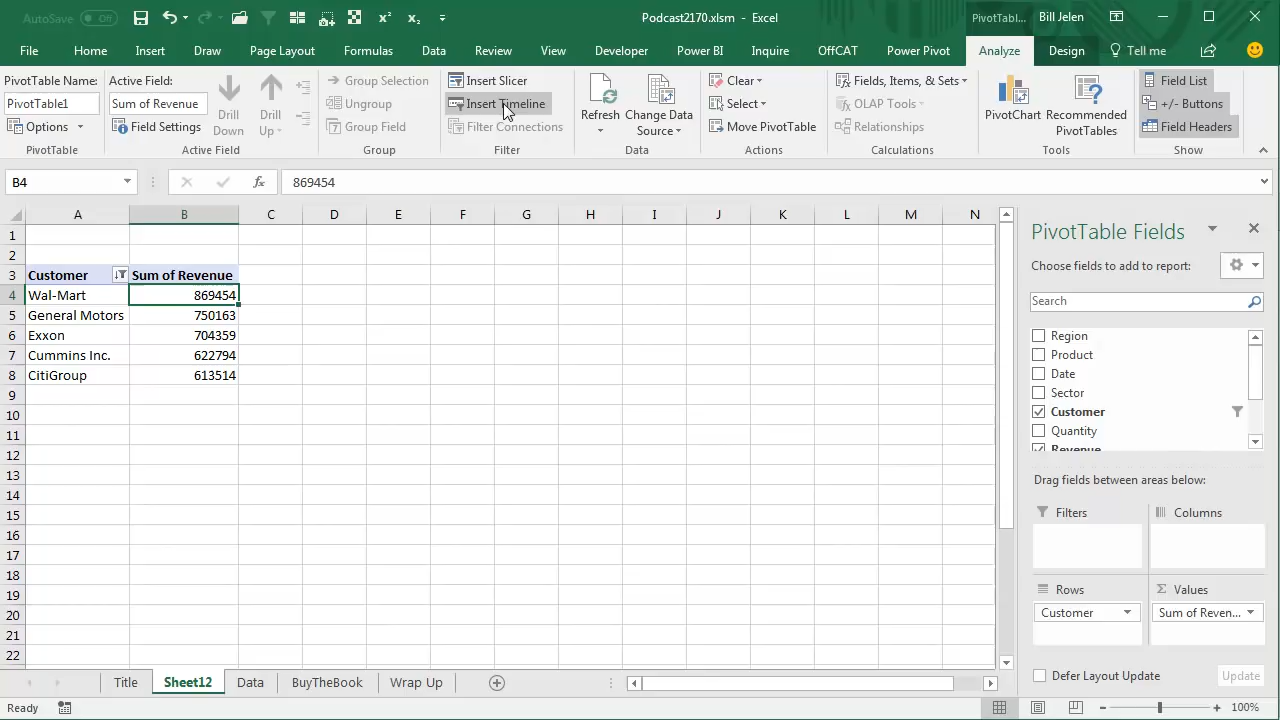 AutoSave Off
Podcast2170.xlsm - Excel
PivotTabl...
Bill Jelen
File Home Insert Draw Page Layout Formulas Data Review View Developer Power BI Inquire OffCAT Power Pivot Analyze Design Tell me
PivotTable Name:
PivotTable1
Options
PivotTable
Active Field:
Sum of Revenue
Field Settings
Drill Down
Drill Up
Active Field
Group Selection
Ungroup
Group Field
Group
Insert Slicer
Insert Timeline
Filter Connections
Filter
Refresh
Change Data Source
Data
Clear
Select
Move PivotTable
Actions
Fields, Items, & Sets
OLAP Tools
Relationships
Calculations
PivotChart
Recommended PivotTables
Tools
Field List
+/- Buttons
Field Headers
Show
B4 fx 869454
A B C D E F G H I J K L M N
1
2
3 Customer Sum of Revenue
4 Wal-Mart 869454
5 General Motors 750163
6 Exxon 704359
7 Cummins Inc. 622794
8 CitiGroup 613514
9
10
11
12
13
14
15
16
17
18
19
20
21
22
PivotTable Fields
Choose fields to add to report:
Search
Region
Product
Date
Sector
Customer
Quantity
Revenue
Drag fields between areas below:
Filters
Columns
Rows
Σ Values
Customer
Sum of Reven...
Defer Layout Update
Update
Title Sheet12 Data BuyTheBook Wrap Up
Ready
100%